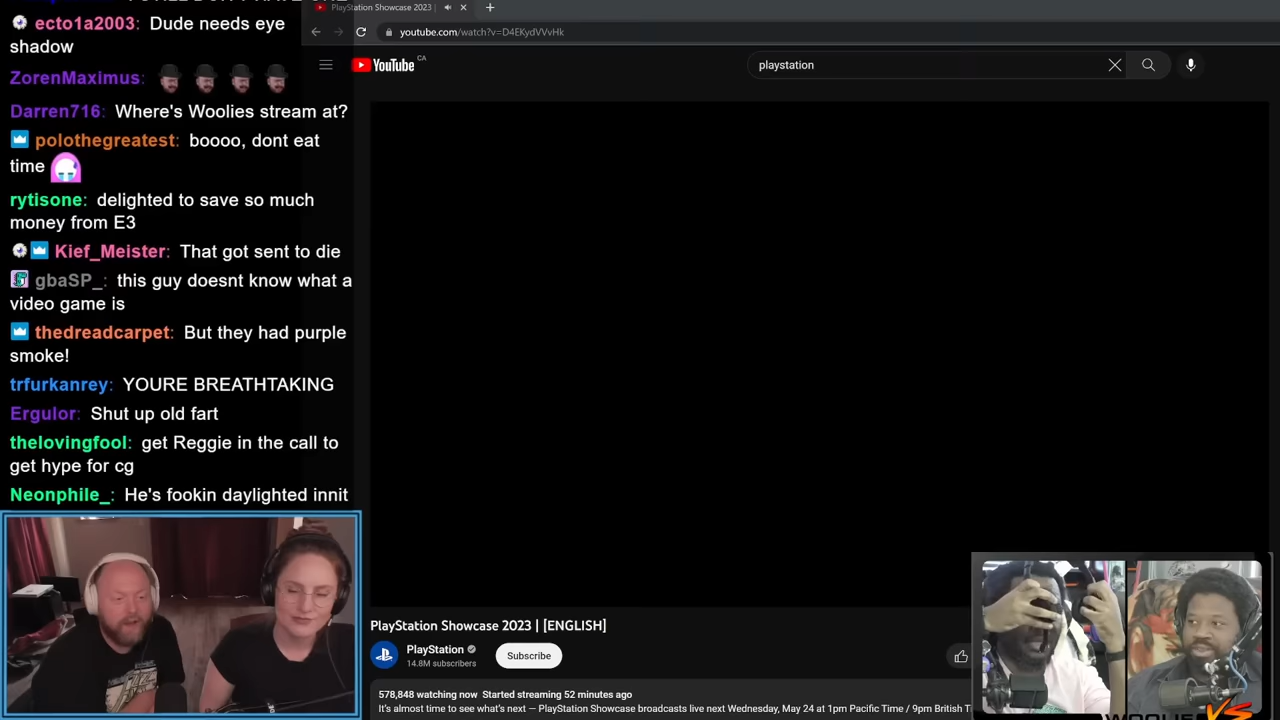 PlayStation Showcase 2023 |
youtube.com/watch?v=D4EKydVVvHk
ecto1a2003: Dude needs eye
shadow
ZorenMaximus:
Darren716: Where's Woolies stream at?
polothegreatest: boooo, dont eat
time
rytisone: delighted to save so much
money from E3
Kief_Meister: That got sent to die
gbaSP_: this guy doesnt know what a
video game is
thedreadcarpet: But they had purple
smoke!
trfurkanrey: YOURE BREATHTAKING
Ergulor: Shut up old fart
thelovingfool: get Reggie in the call to
get hype for cg
Neonphile_: He's fookin daylighted innit
YouTube CA
playstation
PlayStation Showcase 2023 | [ENGLISH]
PlayStation
14.8M subscribers
Subscribe
578,848 watching now Started streaming 52 minutes ago
It's almost time to see what's next — PlayStation Showcase broadcasts live next Wednesday, May 24 at 1pm Pacific Time / 9pm British T
VS